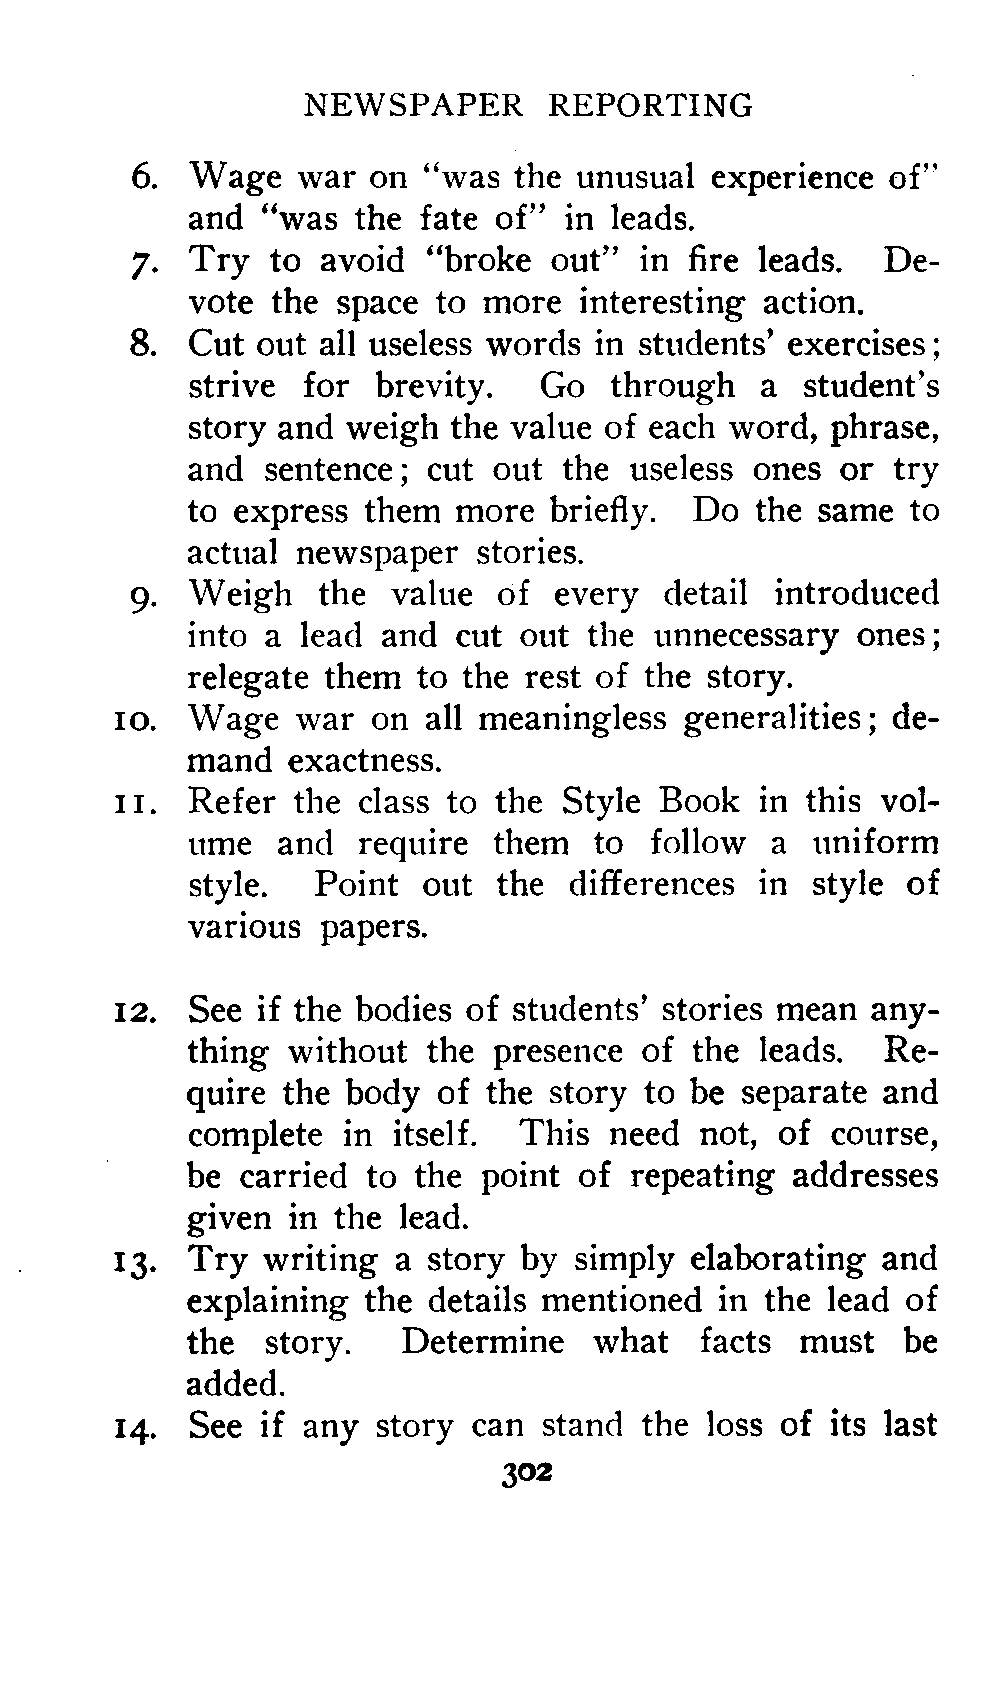 NEWSPAPER REPORTING
6. Wage war on “was the unusual experience of”
and “was the fate of” in leads.
7. Try to avoid “broke out” in fire leads. De-
vote the space to more interesting action.
8. Cut out all useless words in students’ exercises;
strive for brevity. Go through a student’s
story and weigh the value of each word, phrase,
and sentence; cut out the useless ones or try
to express them more briefly. Do the same to
actual newspaper stories.
9. Weigh the value of every detail introduced
into a lead and cut out the unnecessary ones;
relegate them to the rest of the story.
10. Wage war on all meaningless generalities; de-
mand exactness.
11. Refer the class to the Style Book in this vol-
ume and require them to follow a uniform
style. Point out the differences in style of
various papers.
12. See if the bodies of students’ stories mean any-
thing without the presence of the leads. Re-
quire the body of the story to be separate and
complete in itself. This need not, of course,
be carried to the point of repeating addresses
given in the lead.
13. Try writing a story by simply elaborating and
explaining the details mentioned in the lead of
the story. Determine what facts must be
added.
14. See if any story can stand the loss of its last
302